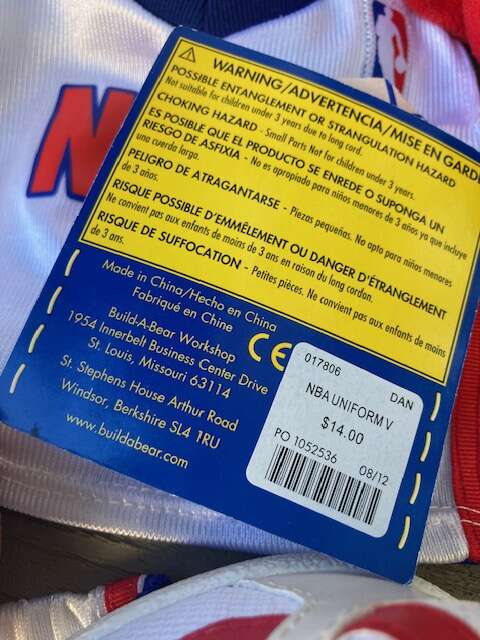 WARNING/ADVERTENCIA/MISE EN GARD
POSSIBLE ENTANGLEMENT OR STRANGULATION HAZARD
Not suitable for children under 3 years due to long cord.
CHOKING HAZARD - Small Parts Not for children under 3 years.
ES POSIBLE QUE EL PRODUCTO SE ENREDE O SUPONGA UN
RIESGO DE ASFIXIA - No es apropiado para niños menores de 3 años ya que incluye
una cuerda larga.
PELIGRO DE ATRAGANTARSE - Piezas pequeñas. No apta para niños menores
de 3 años.
RISQUE POSSIBLE D'EMMÊLEMENT OU DANGER D'ÉTRANGLEMENT
Ne convient pas aux enfants de moins de 3 ans en raison du long cordon.
RISQUE DE SUFFOCATION - Petites pièces. Ne convient pas aux enfants de moins
de 3 ans.
Made in China/Hecho en China
Fabriqué en Chine
Build-A-Bear Workshop
1954 Innerbelt Business Center Drive
St. Louis, Missouri 63114
St. Stephens House Arthur Road
Windsor, Berkshire SL4 1RU
www.buildabear.com
CE
017806 DAN
NBA UNIFORM V
$14.00
PO 1052536 08/12
N
NBA